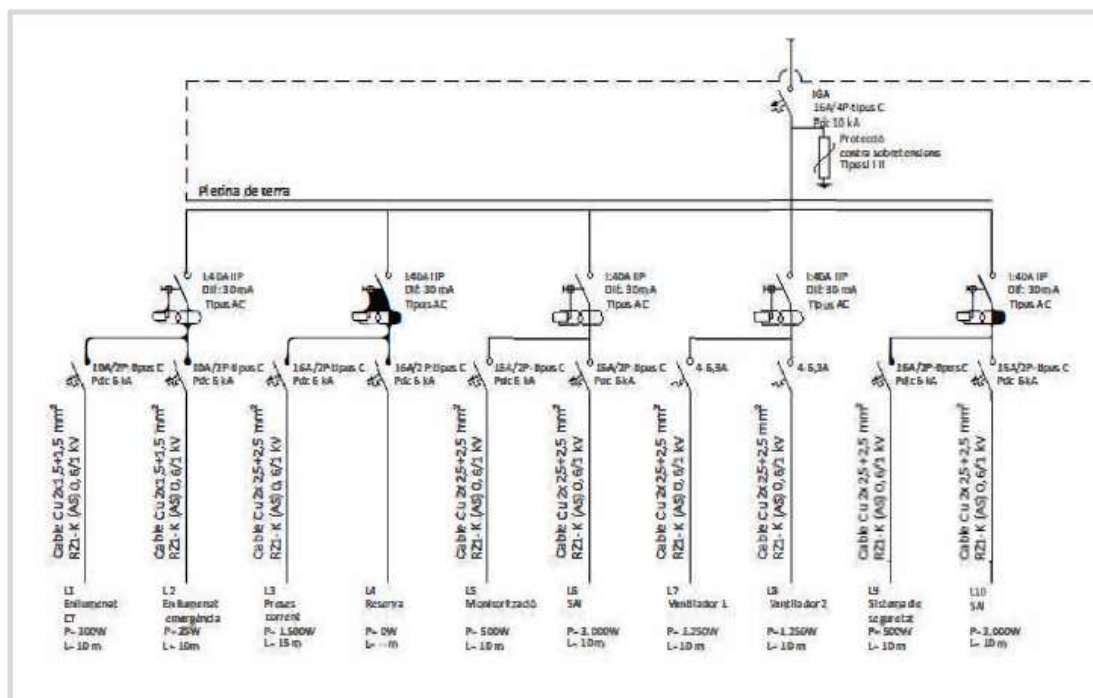 IGA
16A/4P-tipus C
Pdc 10 kA
Protecció
contra sobretensions
Tipus I i II
Pletina de terra
I:40A IIP
Dif: 30 mA
Tipus AC
I:40A IIP
Dif: 30 mA
Tipus AC
I:40A IIP
Dif: 30 mA
Tipus AC
I:40A IIP
Dif: 30 mA
Tipus AC
I:40A IIP
Dif: 30 mA
Tipus AC
10A/2P-tipus C
Pdc 6 kA
10A/2P-tipus C
Pdc 6 kA
16A/2P-tipus C
Pdc 6 kA
16A/2P-tipus C
Pdc 6 kA
16A/2P-tipus C
Pdc 6 kA
16A/2P-tipus C
Pdc 6 kA
4-6,3A
4-6,3A
16A/2P-tipus C
Pdc 6 kA
16A/2P-tipus C
Pdc 6 kA
Cable Cu 2x1,5+1,5 mm²
RZ1-K (AS) 0,6/1 kV
Cable Cu 2x1,5+1,5 mm²
RZ1-K (AS) 0,6/1 kV
Cable Cu 2x2,5+2,5 mm²
RZ1-K (AS) 0,6/1 kV
Cable Cu 2x2,5+2,5 mm²
RZ1-K (AS) 0,6/1 kV
Cable Cu 2x2,5+2,5 mm²
RZ1-K (AS) 0,6/1 kV
Cable Cu 2x2,5+2,5 mm²
RZ1-K (AS) 0,6/1 kV
Cable Cu 2x2,5+2,5 mm²
RZ1-K (AS) 0,6/1 kV
Cable Cu 2x2,5+2,5 mm²
RZ1-K (AS) 0,6/1 kV
Cable Cu 2x2,5+2,5 mm²
RZ1-K (AS) 0,6/1 kV
L1
Enllumenat
CT
P= 300W
L= 10 m
L2
Enllumenat
emergència
P= 25W
L= 10m
L3
Preses
corrent
P= 1.500W
L= 15 m
L4
Reserva
P= 0W
L= -- m
L5
Monitorització
P= 500W
L= 10 m
L6
SAI
P= 3.000W
L= 10m
L7
Ventilador 1
P= 1.250W
L= 10 m
L8
Ventilador 2
P=1.250W
L= 10 m
L9
Sistema de
seguretat
P= 500W
L= 10 m
L10
SAI
L= 10 m